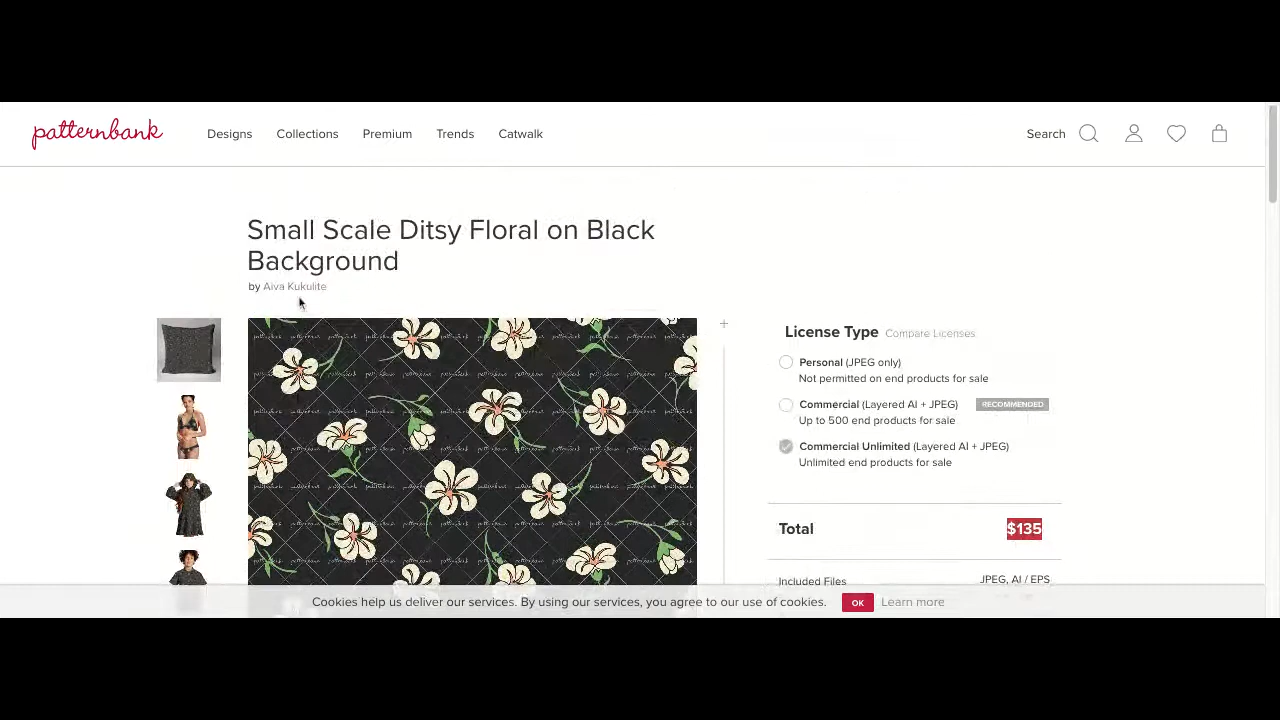 patternbank
Designs
Collections
Premium
Trends
Catwalk
Search
Small Scale Ditsy Floral on Black
Background
by Aiva Kukulite
License Type Compare Licenses
Personal (JPEG only)
Not permitted on end products for sale
Commercial (Layered AI + JPEG) RECOMMENDED
Up to 500 end products for sale
Commercial Unlimited (Layered AI + JPEG)
Unlimited end products for sale
Total $135
Included Files JPEG, AI / EPS
Cookies help us deliver our services. By using our services, you agree to our use of cookies. OK Learn more